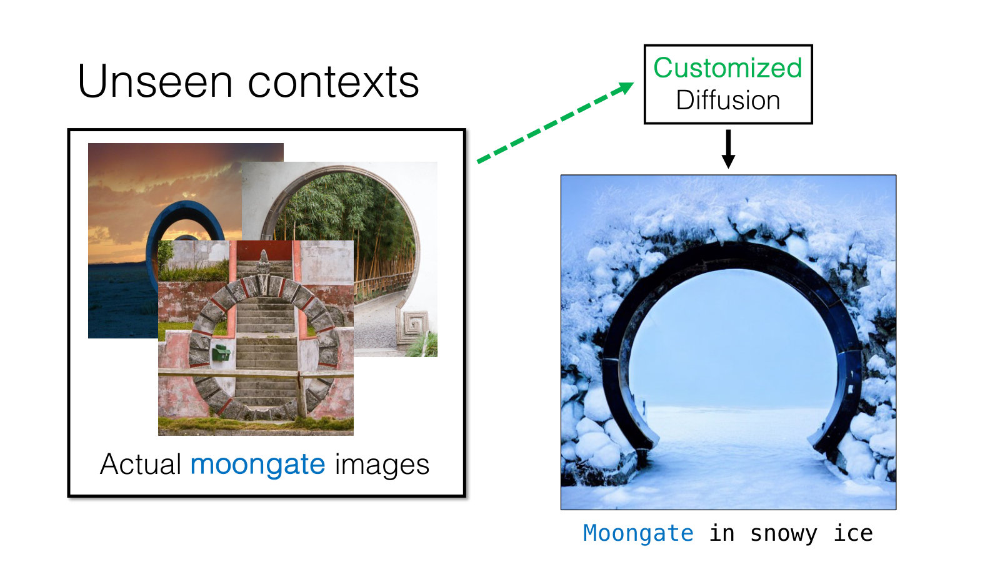 Unseen contexts
Actual moongate images
Customized
Diffusion
Moongate in snowy ice